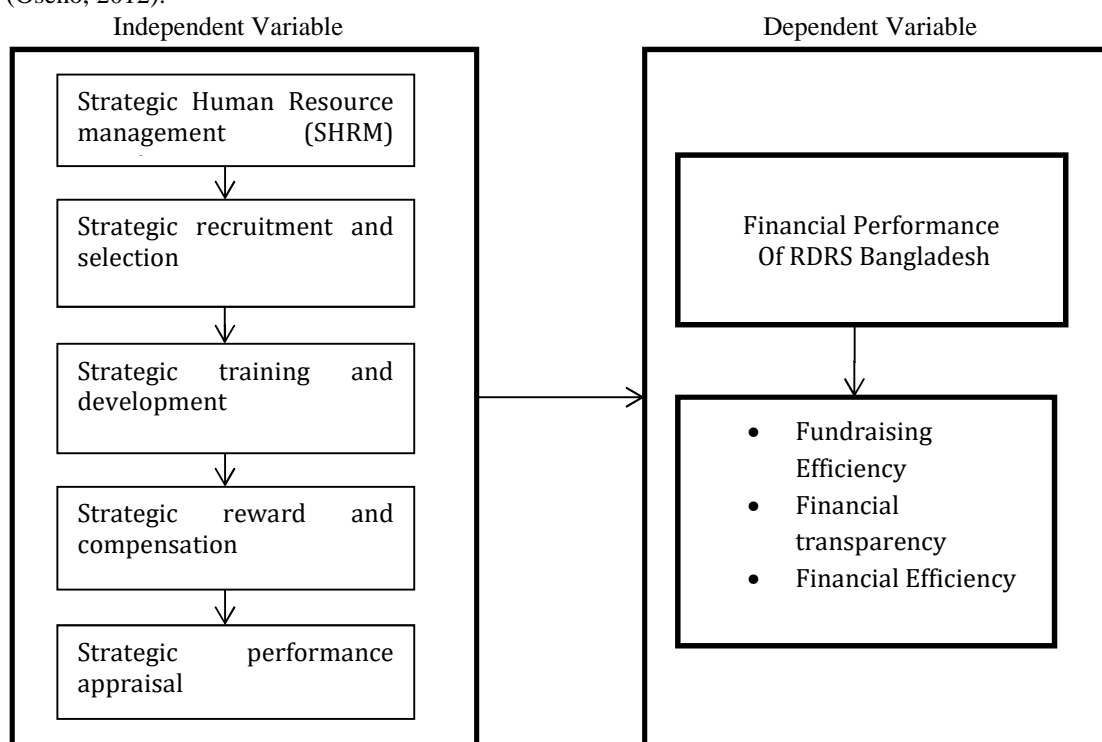 (Oseno, 2012).
Independent Variable
Strategic Human Resource
management (SHRM)
Strategic recruitment and
selection
Strategic training and
development
Strategic reward and
compensation
Strategic performance
appraisal
Dependent Variable
Financial Performance
Of RDRS Bangladesh
• Fundraising
Efficiency
• Financial
transparency
• Financial Efficiency